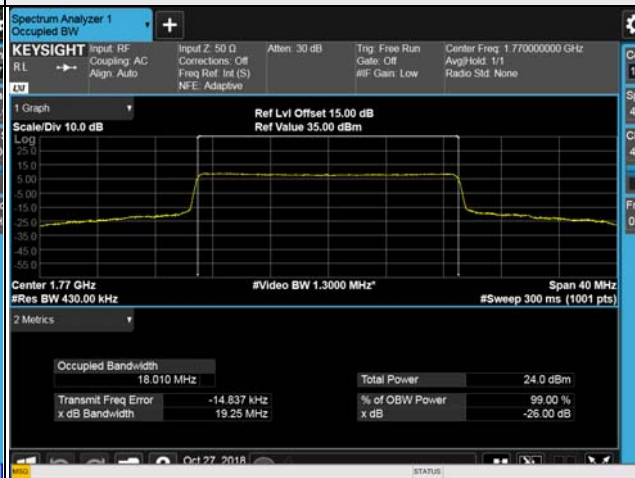 Spectrum Analyzer 1
Occupied BW
+
KEYSIGHT Input: RF Input Z: 50 Ω Atten: 30 dB Trig: Free Run Center Freq: 1.770000000 GHz
RL Coupling: AC Corrections: Off Gate: Off Avg|Hold: 1/1
Align: Auto Freq Ref: Int (S) #IF Gain: Low Radio Std: None
LXI NFE: Adaptive
1 Graph
Ref Lvl Offset 15.00 dB
Scale/Div 10.0 dB Ref Value 35.00 dBm
Log
25.0
15.0
5.00
-5.00
-15.0
-25.0
-35.0
-45.0
-55.0
Center 1.77 GHz #Video BW 1.3000 MHz* Span 40 MHz
#Res BW 430.00 kHz #Sweep 300 ms (1001 pts)
2 Metrics
Occupied Bandwidth
18.010 MHz Total Power 24.0 dBm
Transmit Freq Error -14.837 kHz % of OBW Power 99.00 %
x dB Bandwidth 19.25 MHz x dB -26.00 dB
Oct 27, 2018
MSG STATUS